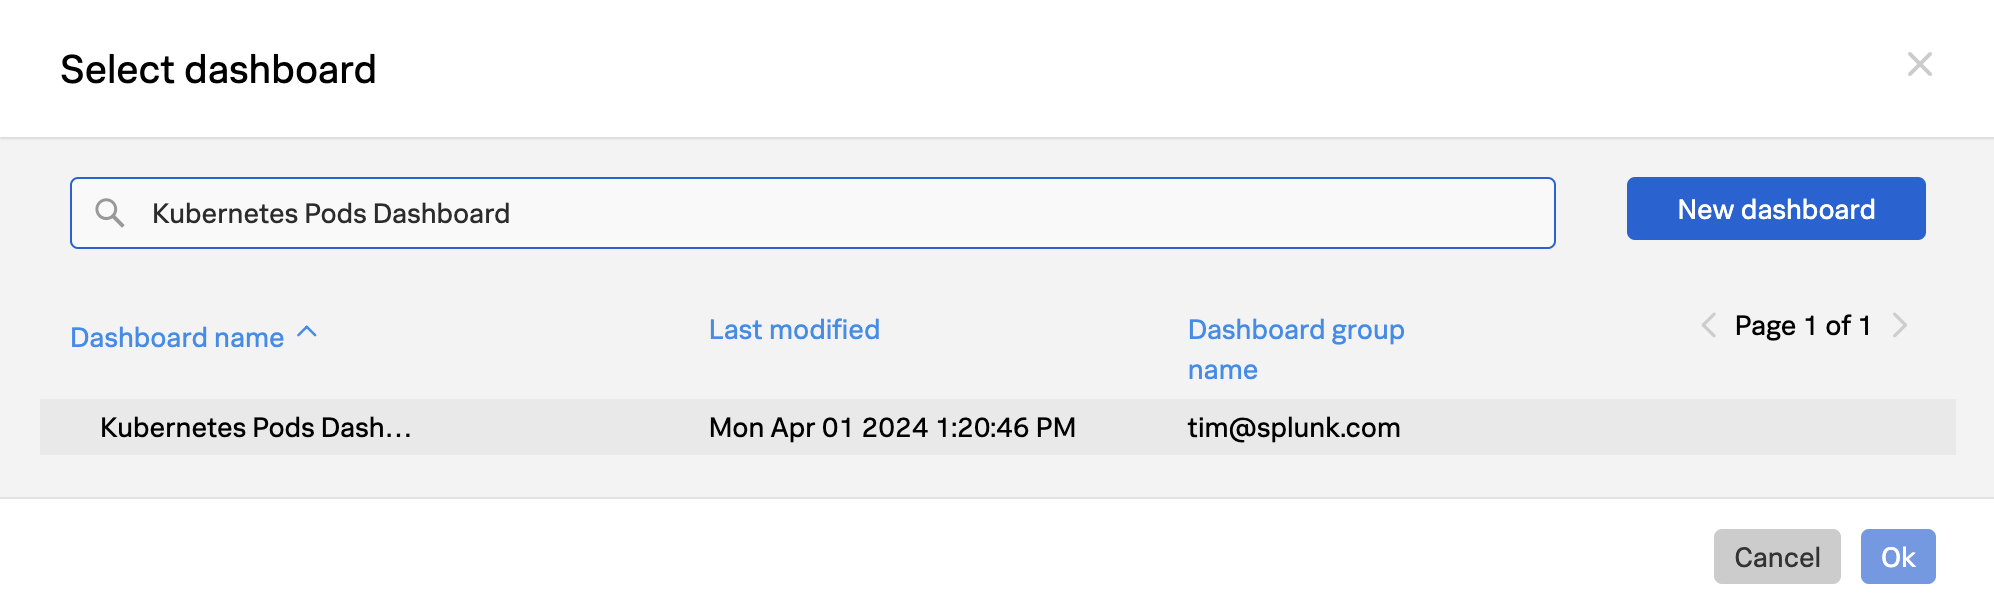 Select dashboard
Kubernetes Pods Dashboard
New dashboard
Dashboard name
Last modified
Dashboard group
name
Page 1 of 1
Kubernetes Pods Dash…
Mon Apr 01 2024 1:20:46 PM
tim@splunk.com
Cancel
Ok